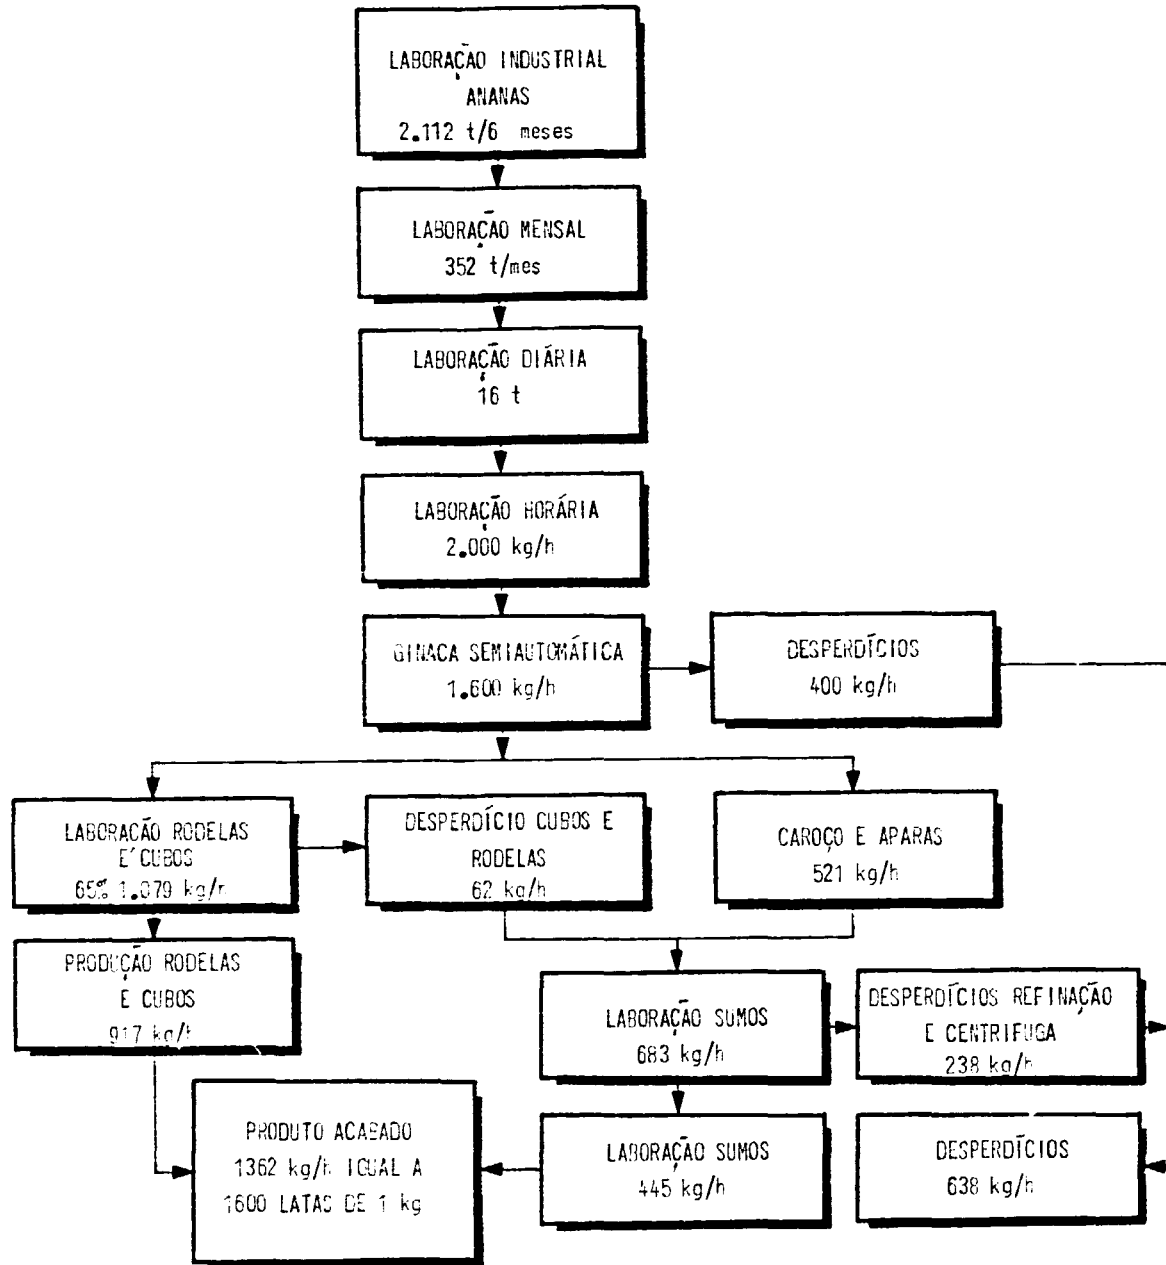 LABORAÇÃO INDUSTRIAL
ANANAS
2.112 t/6 meses
LABORAÇÃO MENSAL
352 t/mes
LABORAÇÃO DIÁRIA
16 t
LABORAÇÃO HORÁRIA
2.000 kg/h
GINACA SEMIAUTOMÁTICA
1.600 kg/h
DESPERDÍCIOS
400 kg/h
LABORACÃO RODELAS
E CUBOS
65% 1.079 kg/h
DESPERDÍCIO CUBOS E
RODELAS
62 kg/h
CAROÇO E APARAS
521 kg/h
PRODUÇÃO RODELAS
E CUBOS
917 kg/h
LABORAÇÃO SUMOS
683 kg/h
DESPERDÍCIOS REFINAÇÃO
E CENTRIFUGA
238 kg/h
PRODUTO ACABADO
1362 kg/h IGUAL A
1600 LATAS DE 1 kg
LABORAÇÃO SUMOS
445 kg/h
DESPERDÍCIOS
638 kg/h